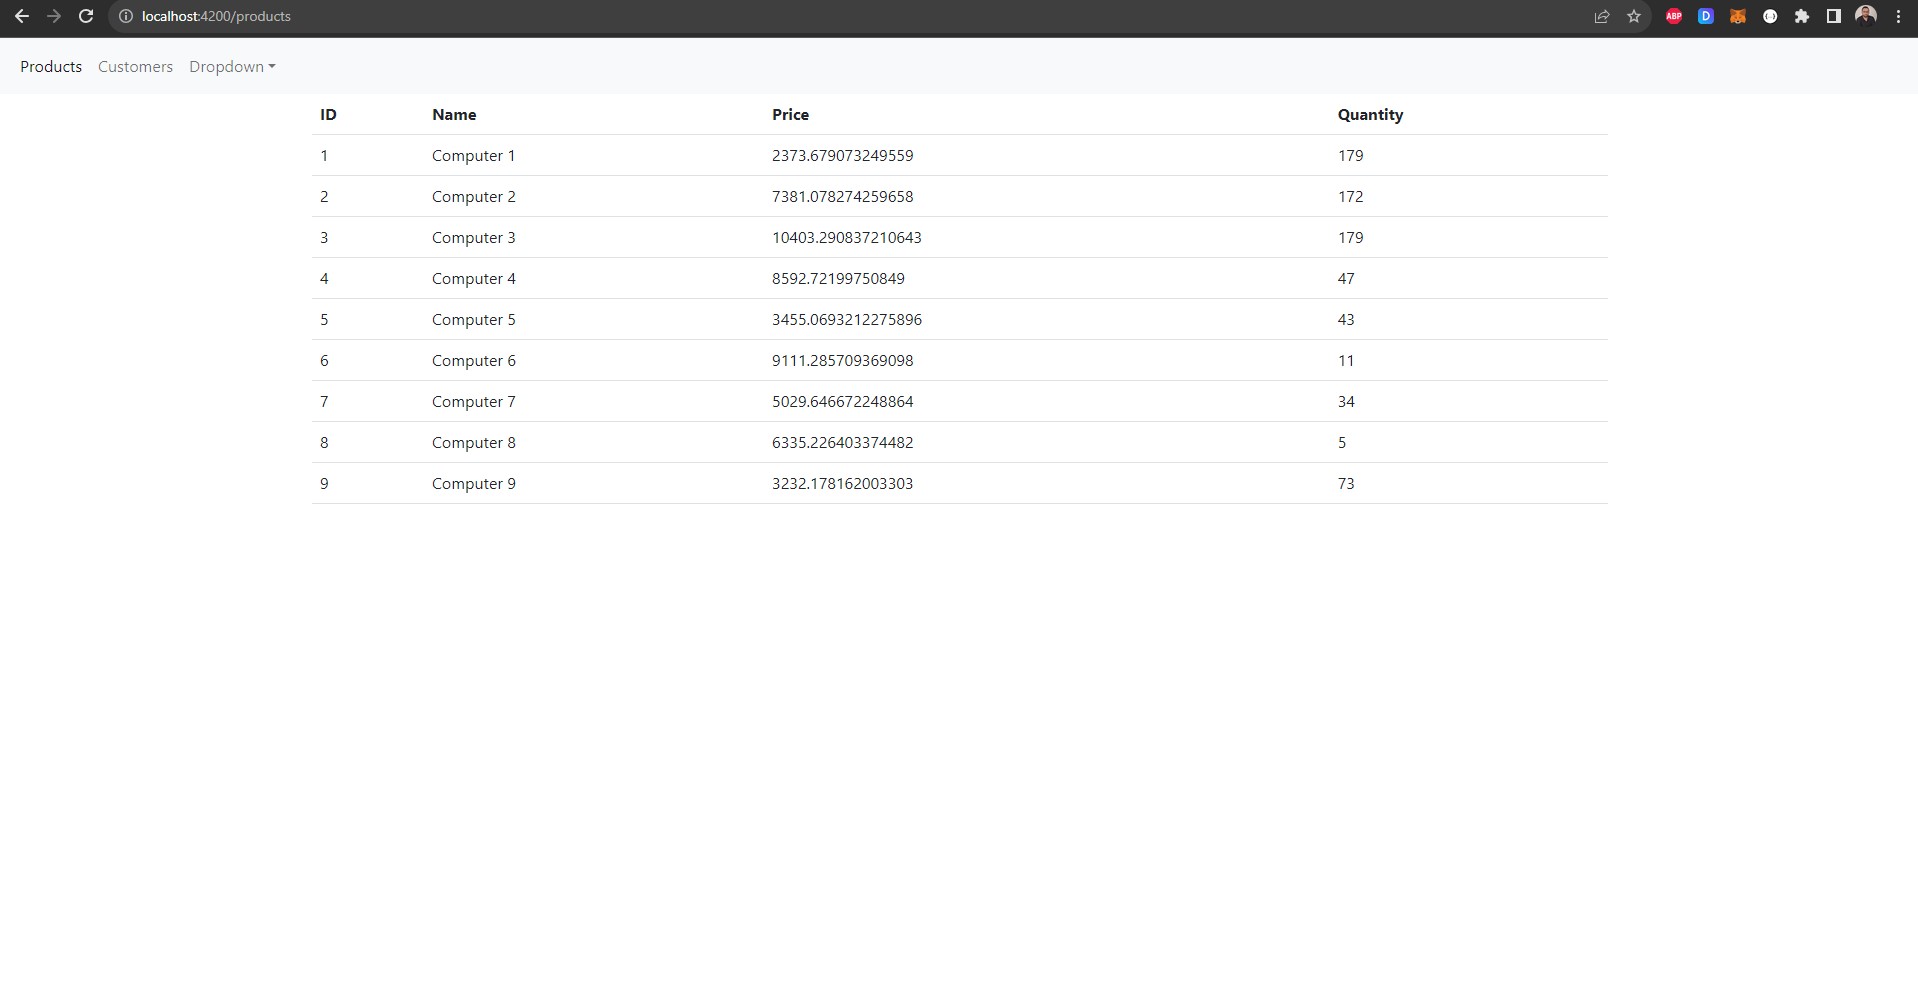 localhost:4200/products
ABP D
Products Customers Dropdown
ID Name Price Quantity
1 Computer 1 2373.679073249559 179
2 Computer 2 7381.078274259658 172
3 Computer 3 10403.290837210643 179
4 Computer 4 8592.72199750849 47
5 Computer 5 3455.0693212275896 43
6 Computer 6 9111.285709369098 11
7 Computer 7 5029.646672248864 34
8 Computer 8 6335.226403374482 5
9 Computer 9 3232.178162003303 73